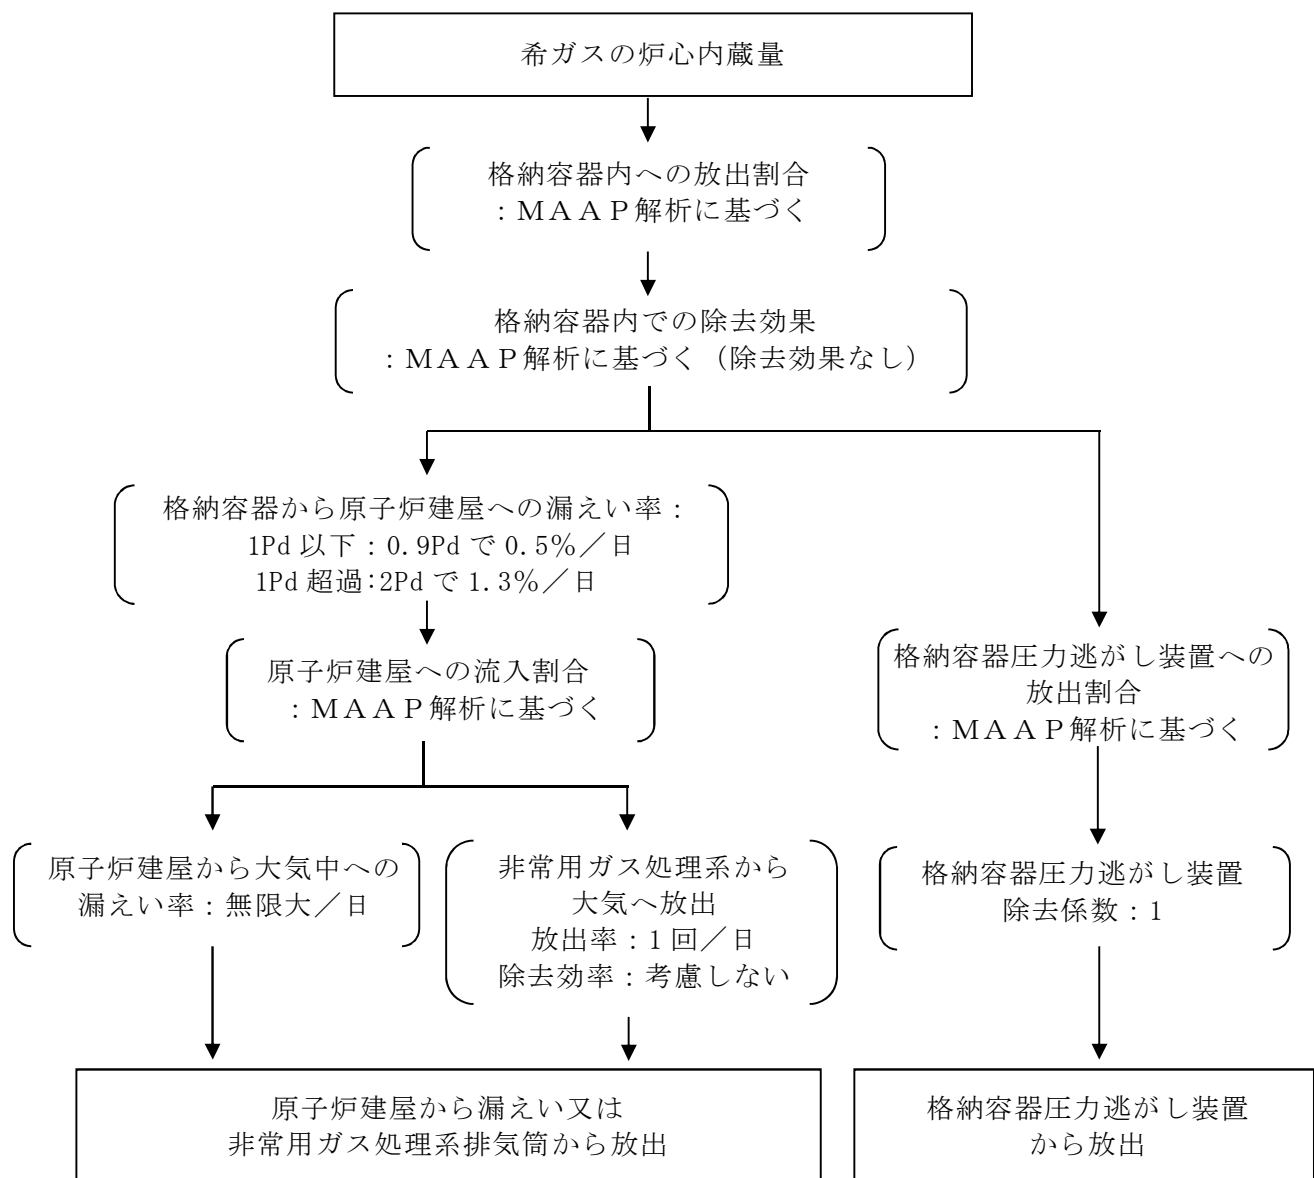 希ガスの炉心内蔵量
格納容器内への放出割合
：ＭＡＡＰ解析に基づく
格納容器内での除去効果
：ＭＡＡＰ解析に基づく（除去効果なし）
格納容器から原子炉建屋への漏えい率：
1Pd 以下：0.9Pd で 0.5％／日
1Pd 超過：2Pd で 1.3％／日
原子炉建屋への流入割合
：ＭＡＡＰ解析に基づく
格納容器圧力逃がし装置への
放出割合
：ＭＡＡＰ解析に基づく
原子炉建屋から大気中への
漏えい率：無限大／日
非常用ガス処理系から
大気へ放出
放出率：1 回／日
除去効率：考慮しない
格納容器圧力逃がし装置
除去係数：1
原子炉建屋から漏えい又は
非常用ガス処理系排気筒から放出
格納容器圧力逃がし装置
から放出